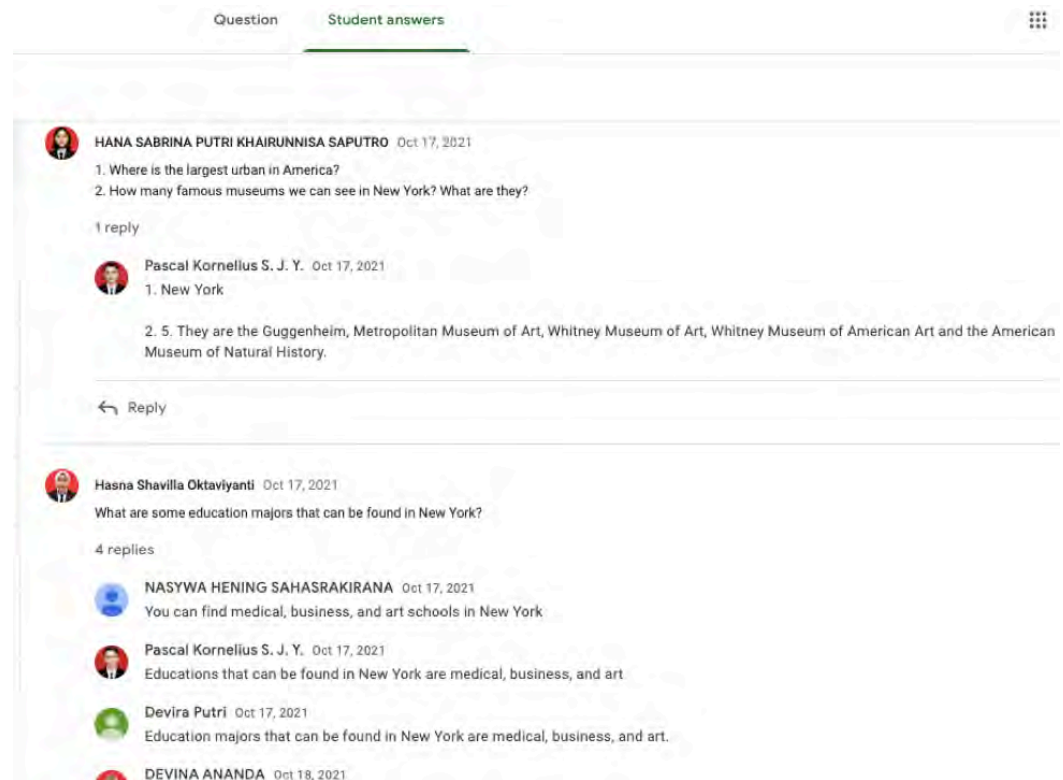 Question Student answers
HANA SABRINA PUTRI KHAIRUNNISA SAPUTRO Oct 17, 2021
1. Where is the largest urban in America?
2. How many famous museums we can see in New York? What are they?
1 reply
Pascal Kornelius S. J. Y. Oct 17, 2021
1. New York
2. 5. They are the Guggenheim, Metropolitan Museum of Art, Whitney Museum of Art, Whitney Museum of American Art and the American
Museum of Natural History.
Reply
Hasna Shavilla Oktaviyanti Oct 17, 2021
What are some education majors that can be found in New York?
4 replies
NASYWA HENING SAHASRAKIRANA Oct 17, 2021
You can find medical, business, and art schools in New York
Pascal Kornelius S. J. Y. Oct 17, 2021
Educations that can be found in New York are medical, business, and art
Devira Putri Oct 17, 2021
Education majors that can be found in New York are medical, business, and art.
DEVINA ANANDA Oct 18, 2021